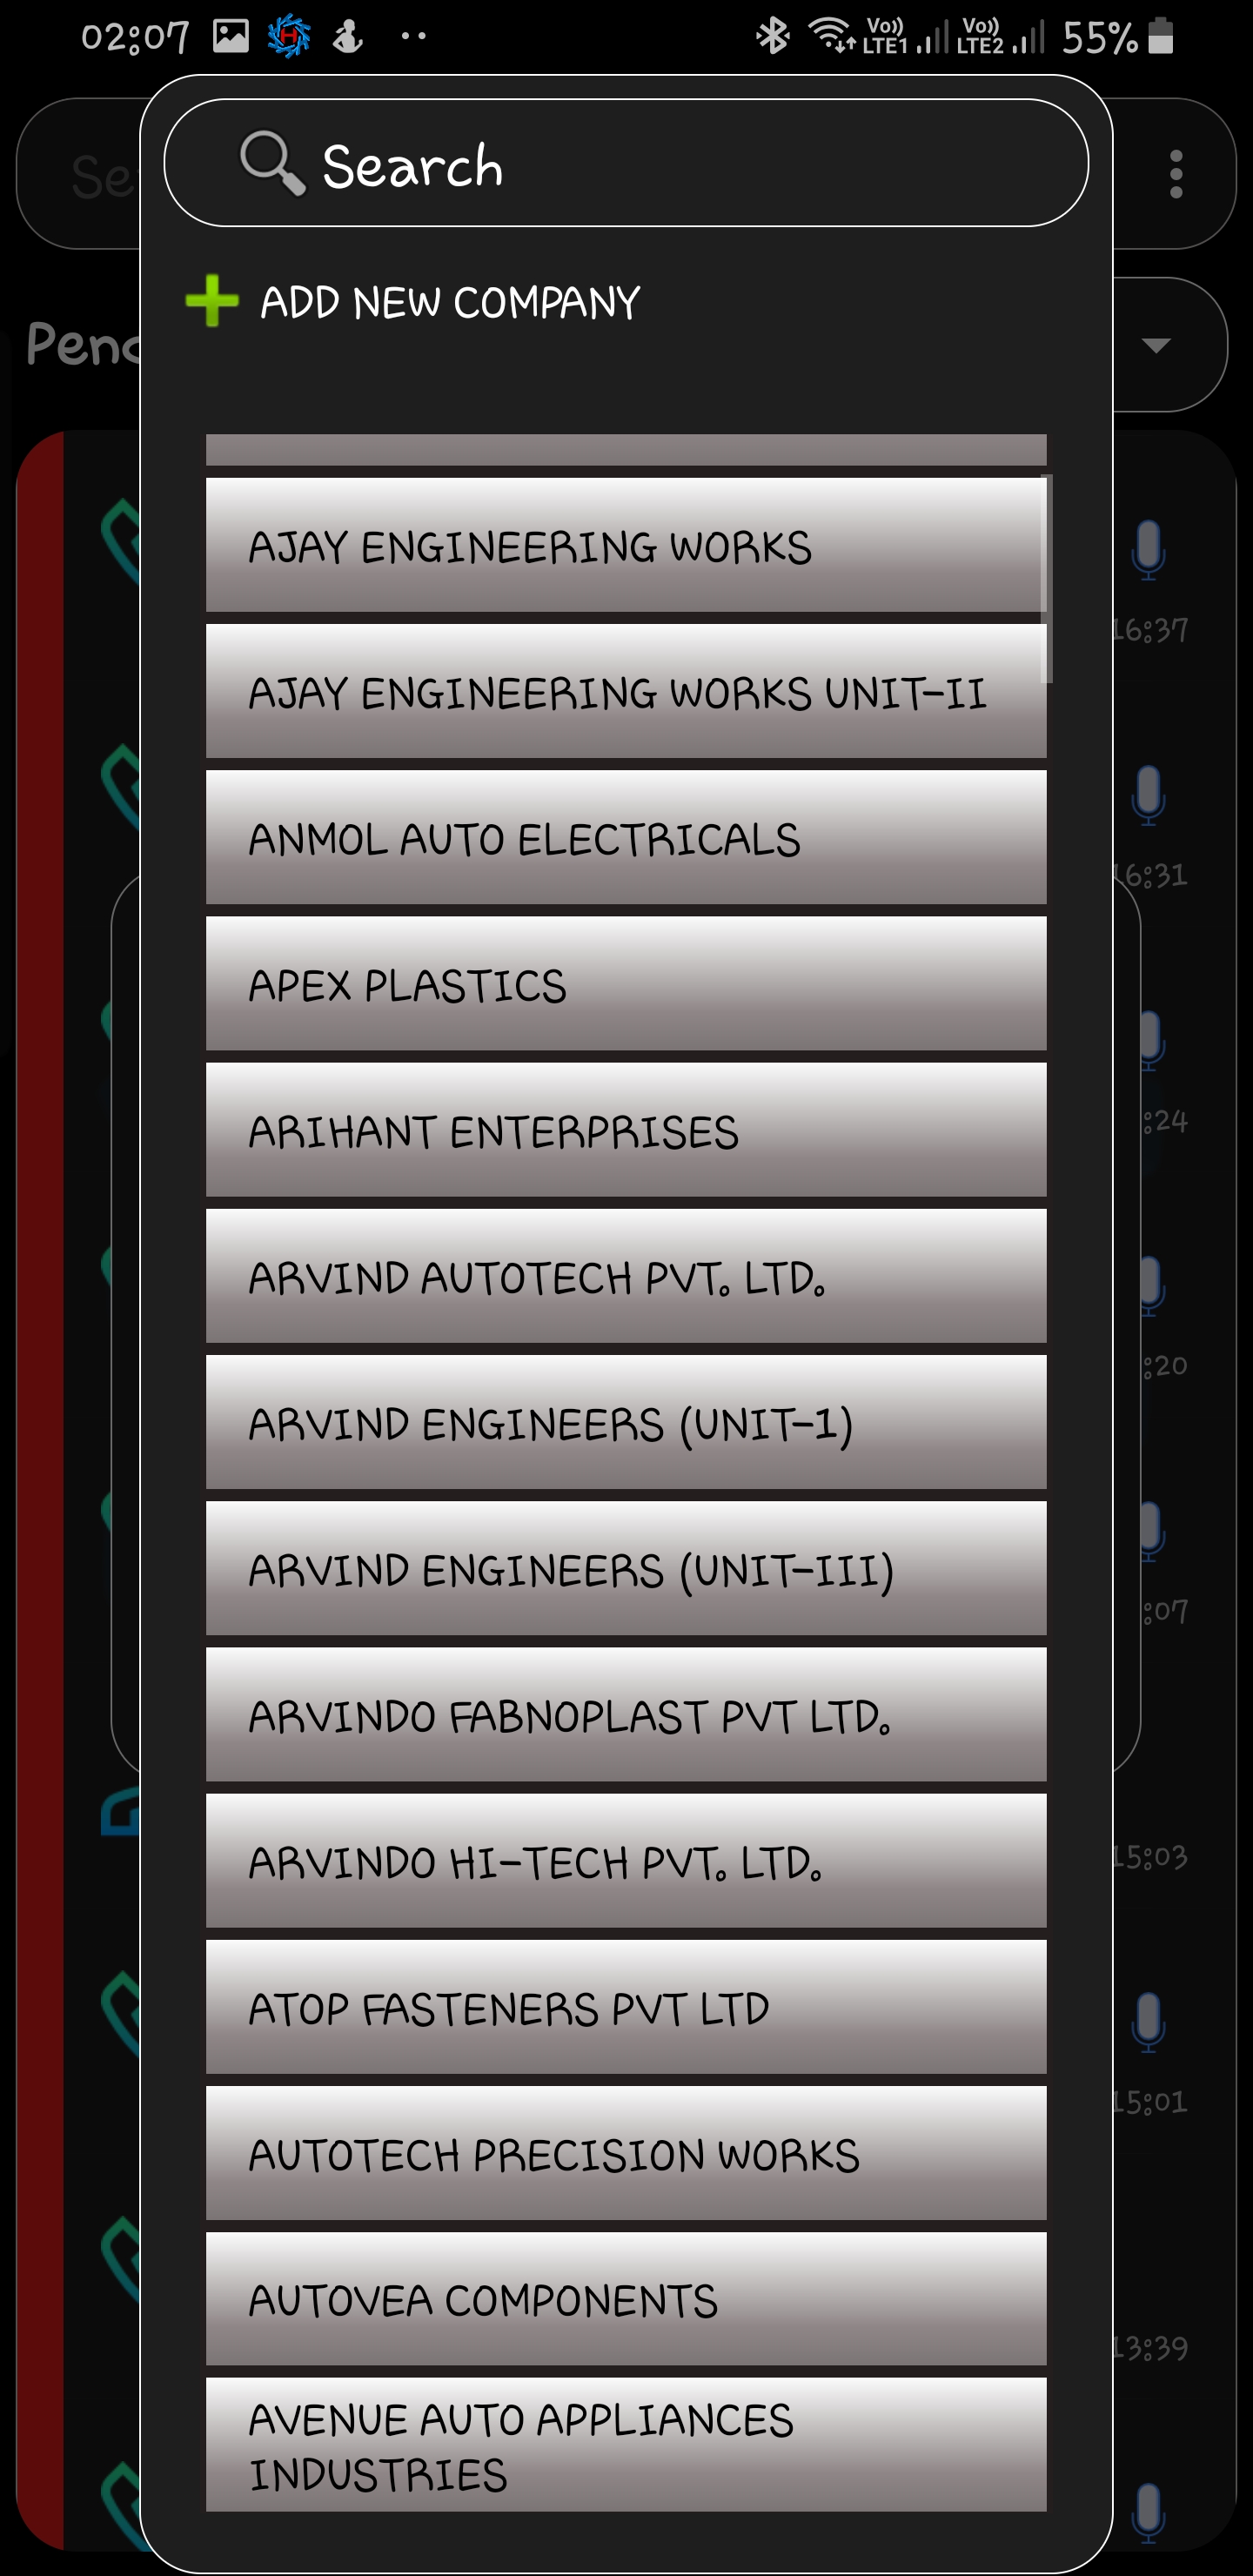 02:07
Vo)) LTE1
Vo)) LTE2
55%
Search
ADD NEW COMPANY
AJAY ENGINEERING WORKS
16:37
AJAY ENGINEERING WORKS UNIT-II
ANMOL AUTO ELECTRICALS
16:31
APEX PLASTICS
ARIHANT ENTERPRISES
:24
ARVIND AUTOTECH PVT. LTD.
:20
ARVIND ENGINEERS (UNIT-1)
ARVIND ENGINEERS (UNIT-III)
:07
ARVINDO FABNOPLAST PVT LTD.
ARVINDO HI-TECH PVT. LTD.
15:03
ATOP FASTENERS PVT LTD
15:01
AUTOTECH PRECISION WORKS
AUTOVEA COMPONENTS
13:39
AVENUE AUTO APPLIANCES
INDUSTRIES